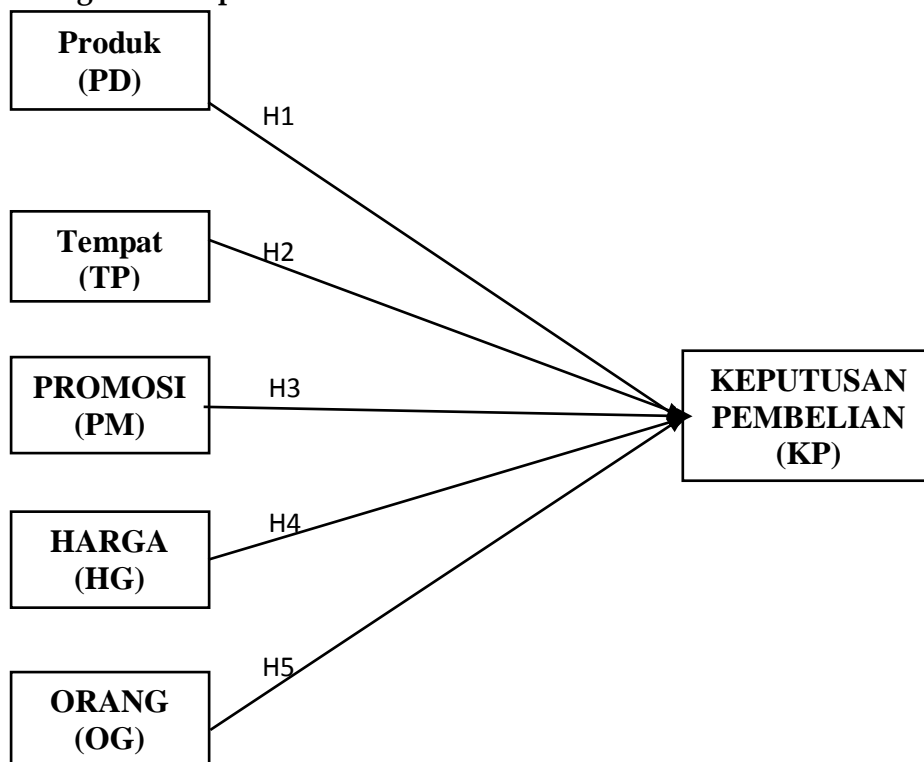 Produk
(PD)
H1
Tempat
(TP)
H2
PROMOSI
(PM)
H3
KEPUTUSAN
PEMBELIAN
(KP)
HARGA
(HG)
H4
ORANG
(OG)
H5